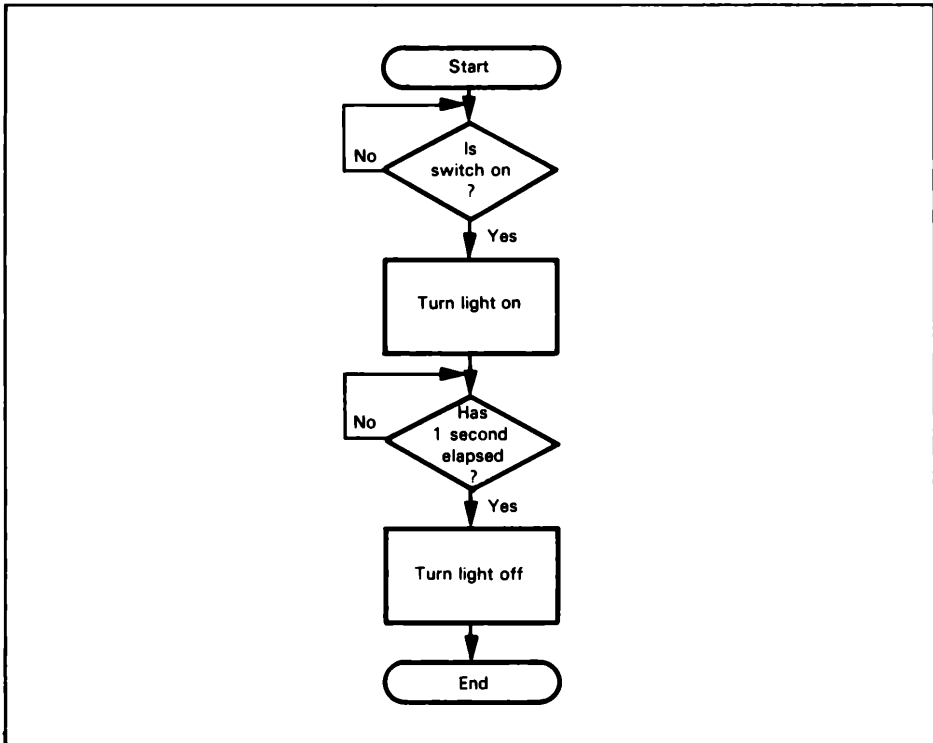 Start
No
Is
switch on
?
Yes
Turn light on
No
Has
1 second
elapsed
?
Yes
Turn light off
End